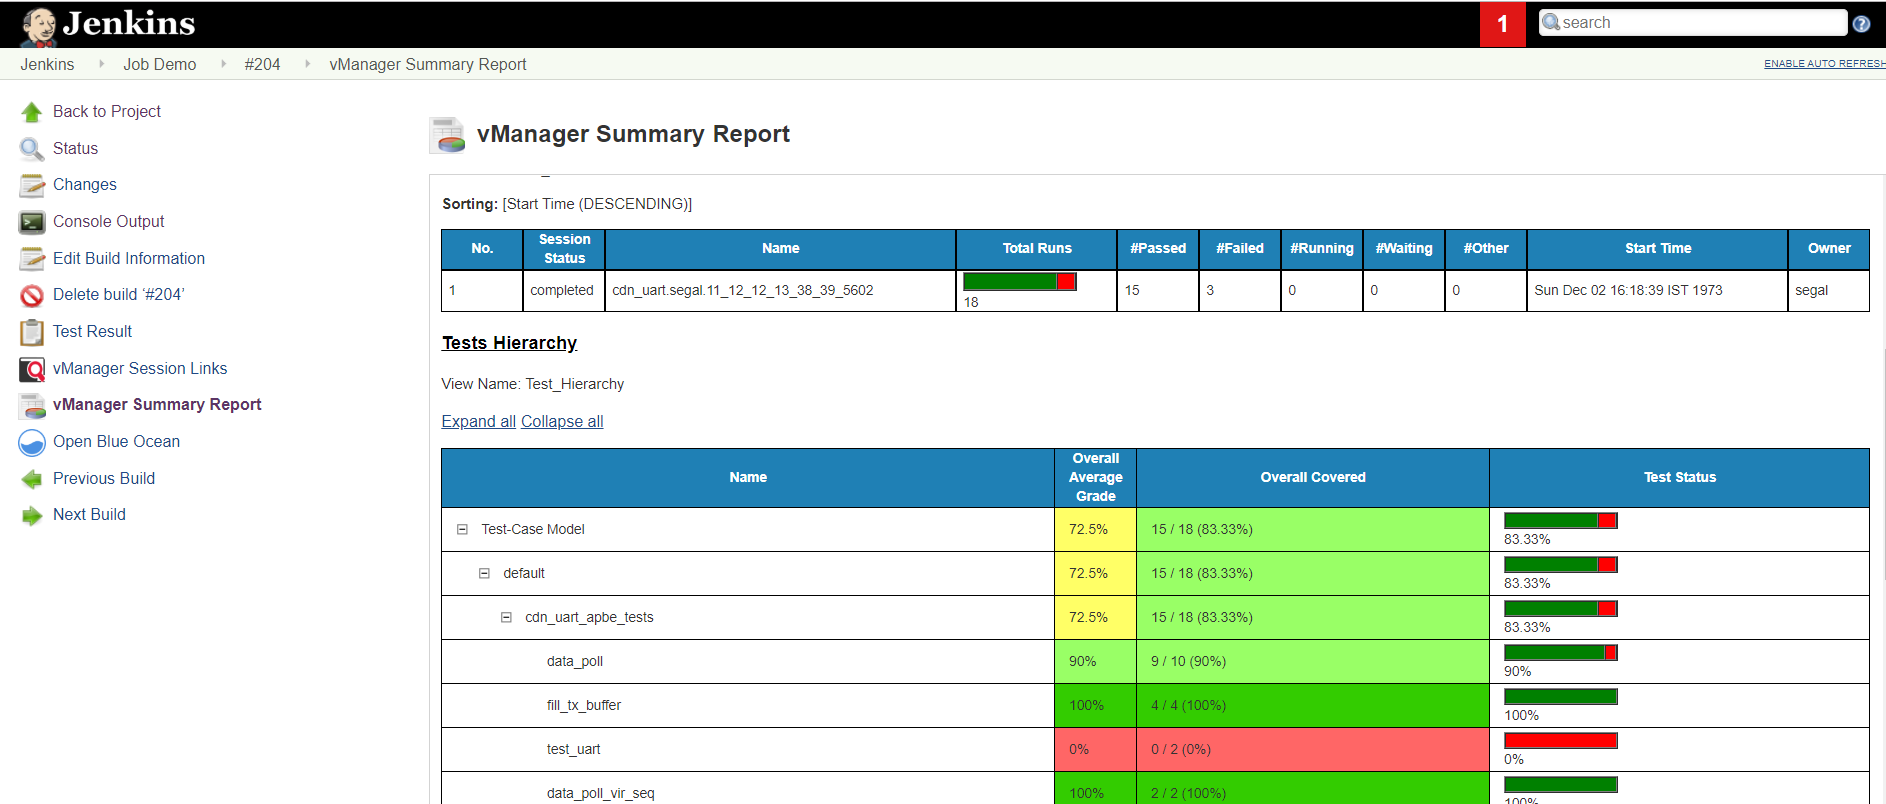 Jenkins
1
search
Jenkins
Job Demo
#204
vManager Summary Report
ENABLE AUTO REFRESH
Back to Project
Status
Changes
Console Output
Edit Build Information
Delete build ‘#204’
Test Result
vManager Session Links
vManager Summary Report
Open Blue Ocean
Previous Build
Next Build
vManager Summary Report
Sorting: [Start Time (DESCENDING)]
No. Session Status Name Total Runs #Passed #Failed #Running #Waiting #Other Start Time Owner
1 completed cdn_uart.segal.11_12_12_13_38_39_5602 18 15 3 0 0 0 Sun Dec 02 16:18:39 IST 1973 segal
Tests Hierarchy
View Name: Test_Hierarchy
Expand all Collapse all
Name Overall Average Grade Overall Covered Test Status
Test-Case Model 72.5% 15 / 18 (83.33%) 83.33%
default 72.5% 15 / 18 (83.33%) 83.33%
cdn_uart_apbe_tests 72.5% 15 / 18 (83.33%) 83.33%
data_poll 90% 9 / 10 (90%) 90%
fill_tx_buffer 100% 4 / 4 (100%) 100%
test_uart 0% 0 / 2 (0%) 0%
data_poll_vir_seq 100% 2 / 2 (100%) 100%